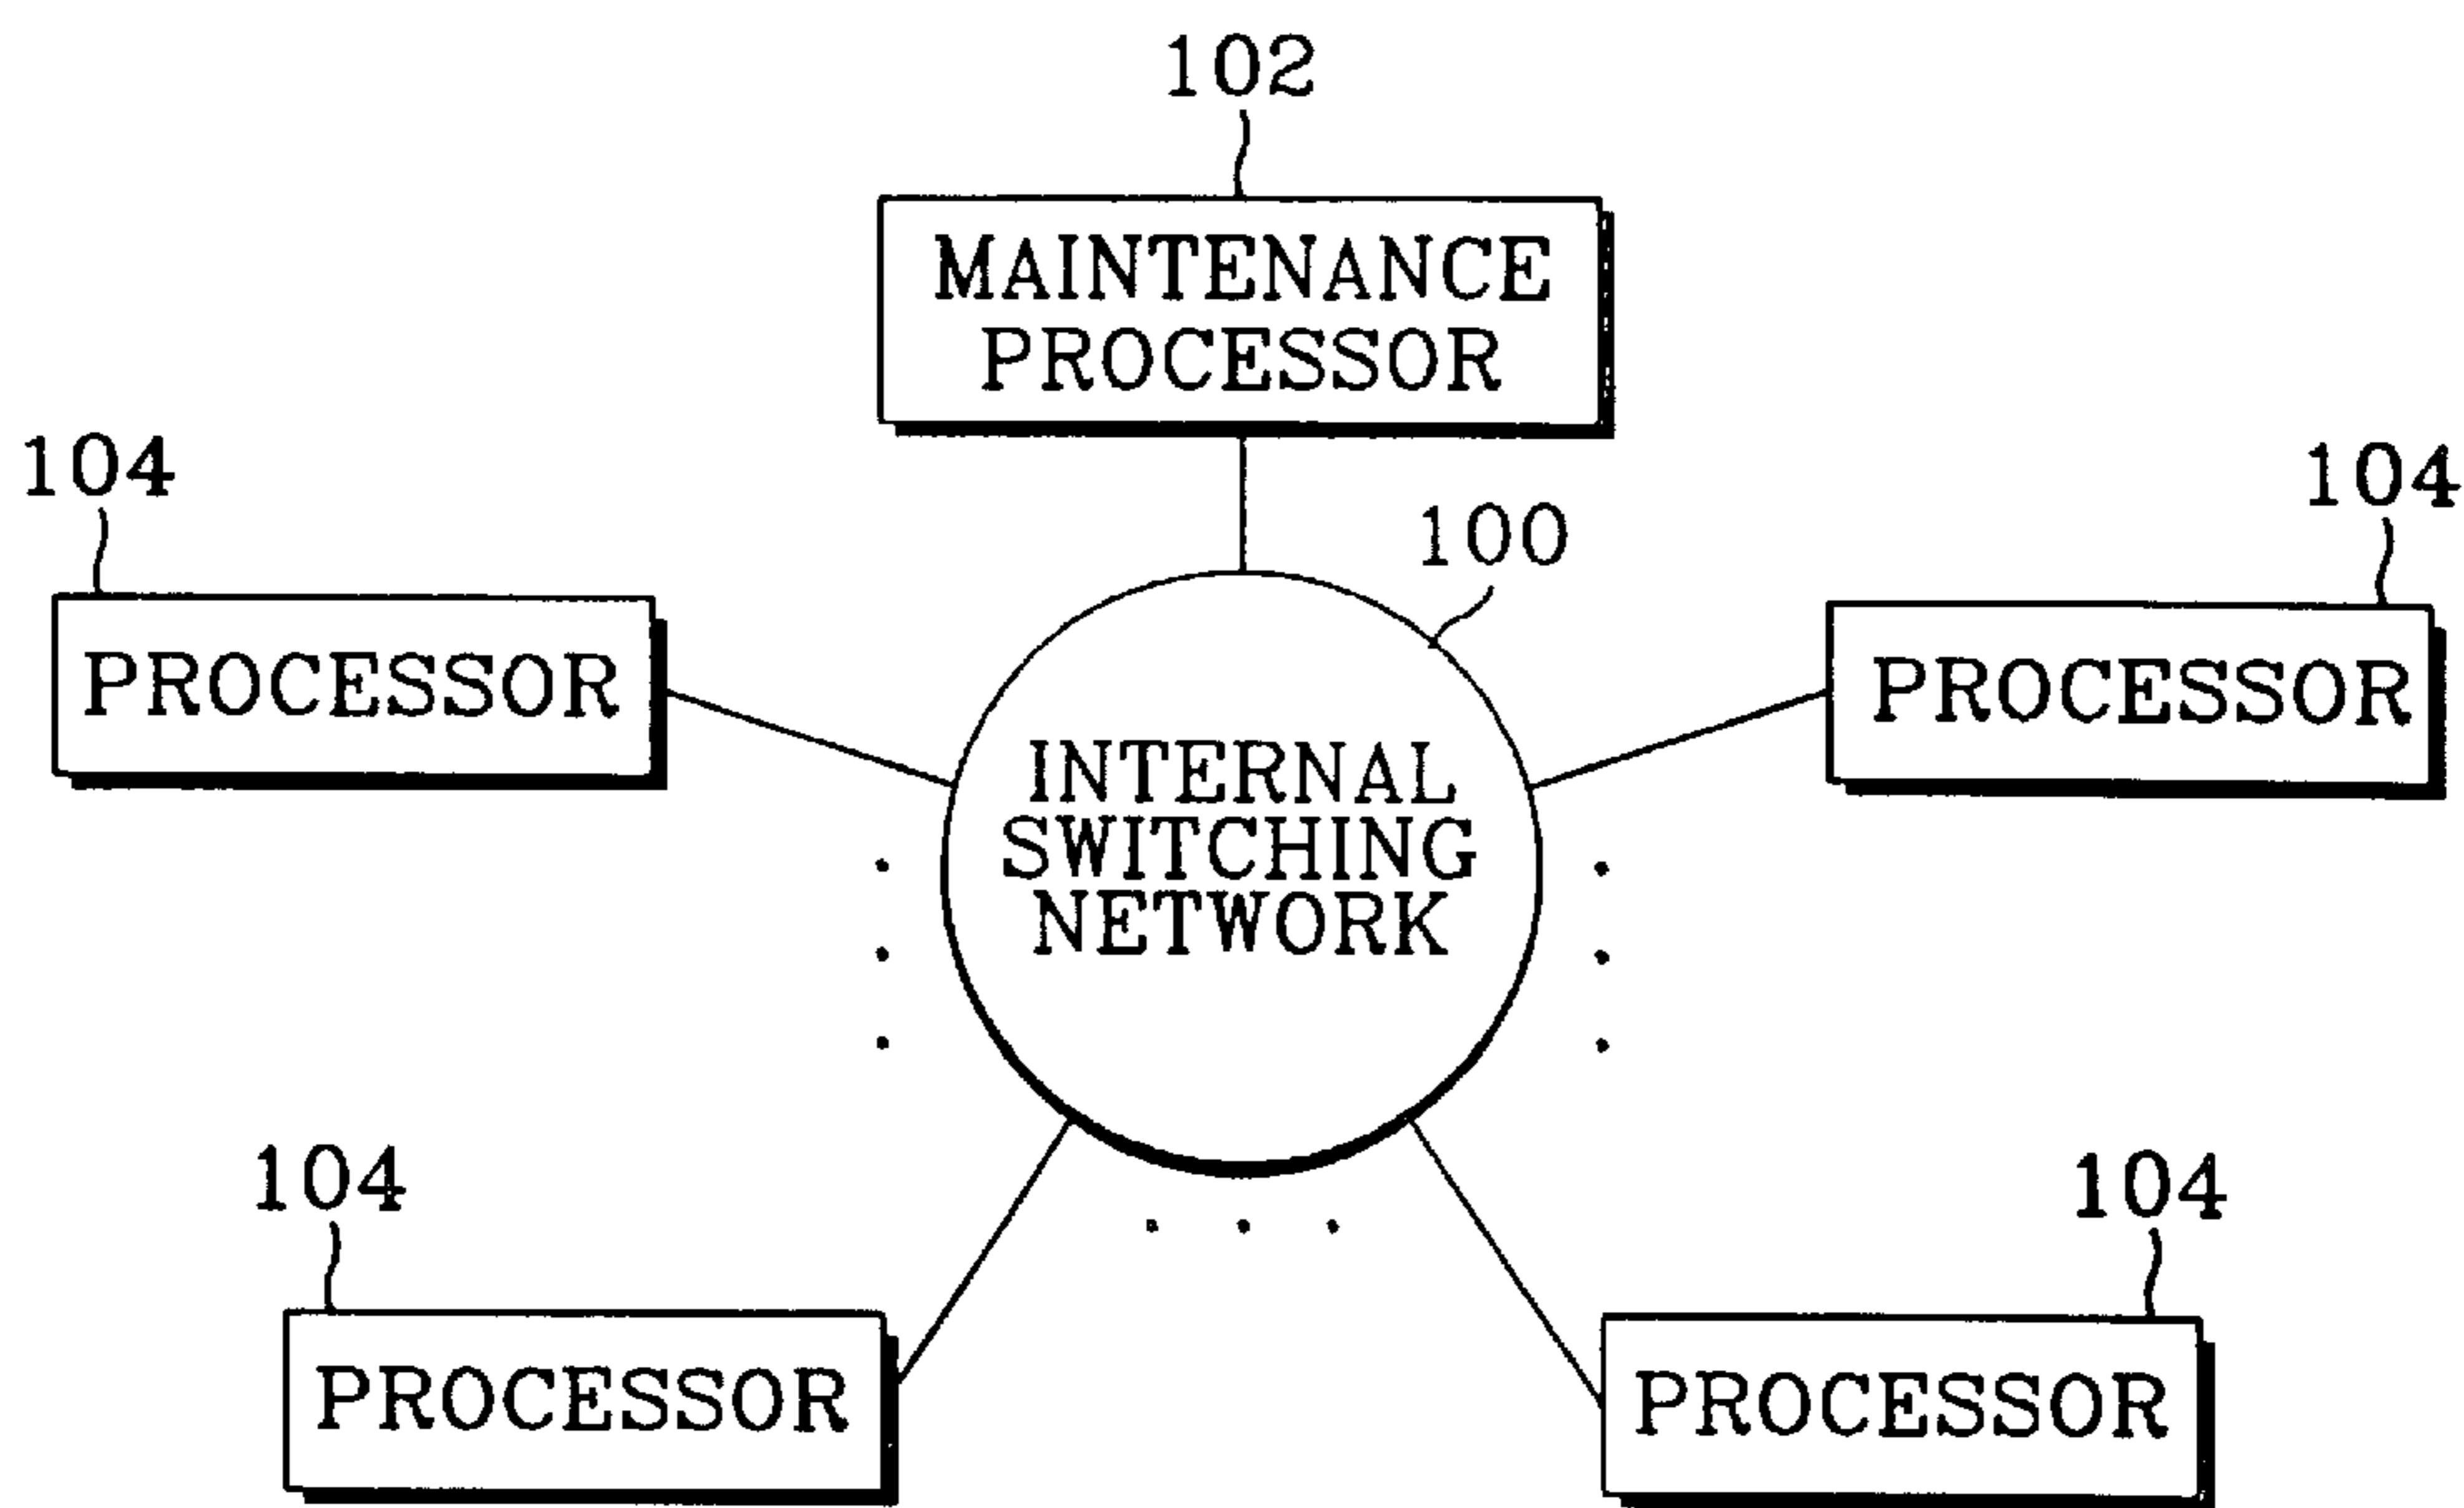 102
MAINTENANCE
PROCESSOR
104
104
100
PROCESSOR
PROCESSOR
INTERNAL
SWITCHING
NETWORK
104
104
PROCESSOR
PROCESSOR